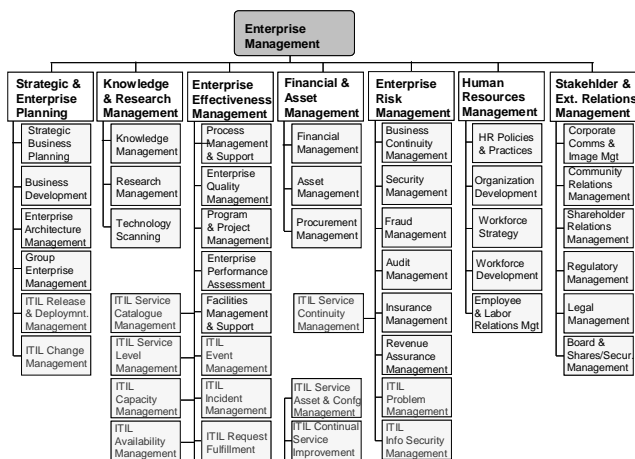 Enterprise
Management
Strategic &
Enterprise
Planning
Strategic
Business
Planning
Business
Development
Enterprise
Architecture
Management
Group
Enterprise
Management
ITIL Release
& Deploymnt.
Management
ITIL Change
Management
Knowledge
& Research
Management
Knowledge
Management
Research
Management
Technology
Scanning
ITIL Service
Catalogue
Management
ITIL Service
Level
Management
ITIL
Capacity
Management
ITIL
Availability
Management
Enterprise
Effectiveness
Management
Process
Management
& Support
Enterprise
Quality
Management
Program
& Project
Management
Enterprise
Performance
Assessment
Facilities
Management
& Support
ITIL
Event
Management
ITIL
Incident
Management
ITIL Request
Fulfillment
Financial &
Asset
Management
Financial
Management
Asset
Management
Procurement
Management
ITIL Service
Continuity
Management
ITIL Service
Asset & Confg
Management
ITIL Continual
Service
Improvement
Enterprise
Risk
Management
Business
Continuity
Management
Security
Management
Fraud
Management
Audit
Management
Insurance
Management
Revenue
Assurance
Management
ITIL
Problem
Management
ITIL
Info Security
Management
Human
Resources
Management
HR Policies
& Practices
Organization
Development
Workforce
Strategy
Workforce
Development
Employee
& Labor
Relations Mgt
Stakehlder &
Ext. Relations
Management
Corporate
Comms &
Image Mgt
Community
Relations
Management
Shareholder
Relations
Management
Regulatory
Management
Legal
Management
Board &
Shares/Secur.
Management